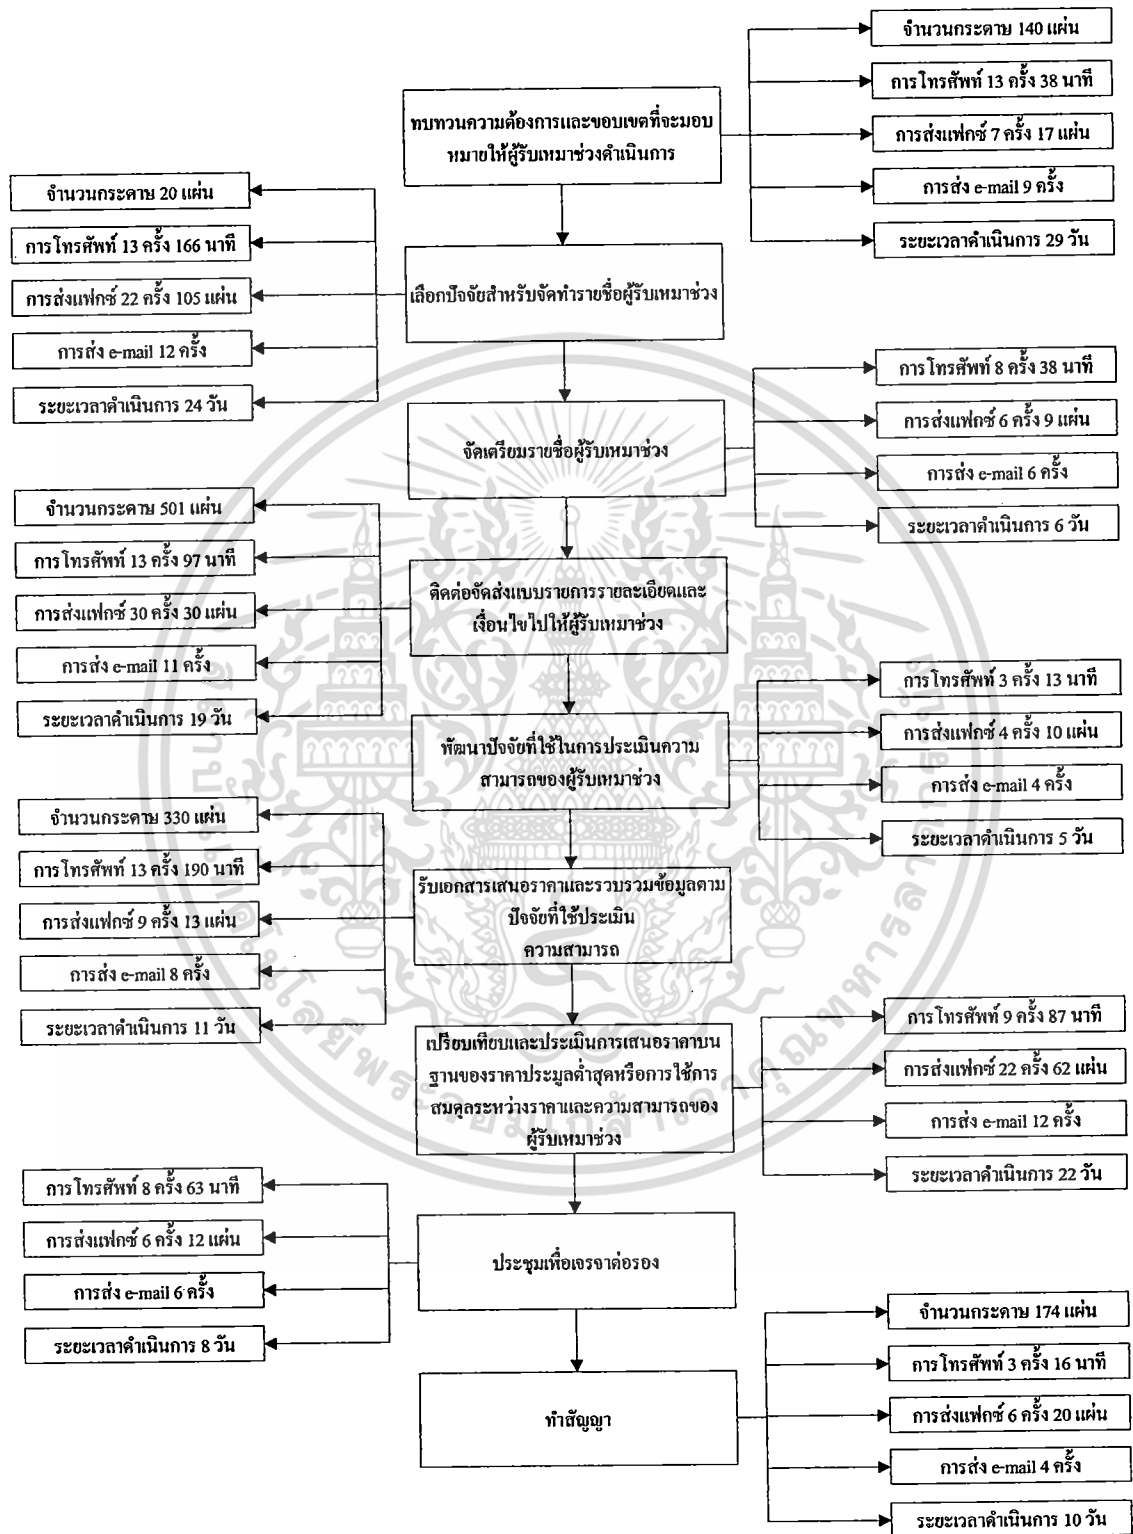 จำนวนกระดาษ 140 แผ่น
การโทรศัพท์ 13 ครั้ง 38 นาที
ทบทวนความต้องการและขอบเขตที่จะมอบ
หมายให้ผู้รับเหมาช่วงดำเนินการ
การส่งแฟกซ์ 7 ครั้ง 17 แผ่น
การส่ง e-mail 9 ครั้ง
ระยะเวลาดำเนินการ 29 วัน
จำนวนกระดาษ 20 แผ่น
การโทรศัพท์ 13 ครั้ง 166 นาที
การส่งแฟกซ์ 22 ครั้ง 105 แผ่น
เลือกปัจจัยสำหรับจัดทำรายชื่อผู้รับเหมาช่วง
การส่ง e-mail 12 ครั้ง
ระยะเวลาดำเนินการ 24 วัน
การโทรศัพท์ 8 ครั้ง 38 นาที
การส่งแฟกซ์ 6 ครั้ง 9 แผ่น
จัดเตรียมรายชื่อผู้รับเหมาช่วง
การส่ง e-mail 6 ครั้ง
ระยะเวลาดำเนินการ 6 วัน
จำนวนกระดาษ 501 แผ่น
การโทรศัพท์ 13 ครั้ง 97 นาที
การส่งแฟกซ์ 30 ครั้ง 30 แผ่น
ติดต่อจัดส่งแบบรายการรายละเอียดและ
เงื่อนไขไปให้ผู้รับเหมาช่วง
การส่ง e-mail 11 ครั้ง
ระยะเวลาดำเนินการ 19 วัน
การโทรศัพท์ 3 ครั้ง 13 นาที
การส่งแฟกซ์ 4 ครั้ง 10 แผ่น
พัฒนาปัจจัยที่ใช้ในการประเมินความ
สามารถของผู้รับเหมาช่วง
การส่ง e-mail 4 ครั้ง
ระยะเวลาดำเนินการ 5 วัน
จำนวนกระดาษ 330 แผ่น
การโทรศัพท์ 13 ครั้ง 190 นาที
การส่งแฟกซ์ 9 ครั้ง 13 แผ่น
รับเอกสารเสนอราคาและรวบรวมข้อมูลตาม
ปัจจัยที่ใช้ประเมิน
ความสามารถ
การส่ง e-mail 8 ครั้ง
ระยะเวลาดำเนินการ 11 วัน
การโทรศัพท์ 9 ครั้ง 87 นาที
การส่งแฟกซ์ 22 ครั้ง 62 แผ่น
เปรียบเทียบและประเมินการเสนอราคาบน
ฐานของราคาประมูลต่ำสุดหรือการใช้การ
สมดุลระหว่างราคาและความสามารถของ
ผู้รับเหมาช่วง
การส่ง e-mail 12 ครั้ง
ระยะเวลาดำเนินการ 22 วัน
การโทรศัพท์ 8 ครั้ง 63 นาที
การส่งแฟกซ์ 6 ครั้ง 12 แผ่น
ประชุมเพื่อเจรจาต่อรอง
การส่ง e-mail 6 ครั้ง
ระยะเวลาดำเนินการ 8 วัน
จำนวนกระดาษ 174 แผ่น
การโทรศัพท์ 3 ครั้ง 16 นาที
ทำสัญญา
การส่งแฟกซ์ 6 ครั้ง 20 แผ่น
การส่ง e-mail 4 ครั้ง
ระยะเวลาดำเนินการ 10 วัน